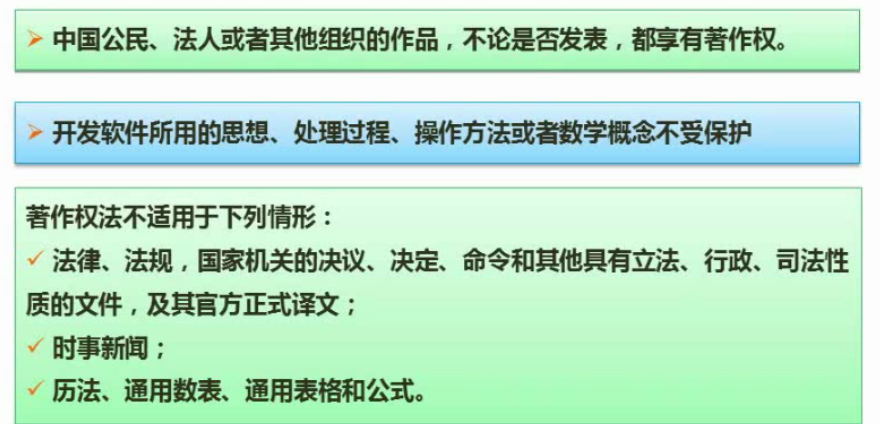 ➢ 中国公民、法人或者其他组织的作品，不论是否发表，都享有著作权。
➢ 开发软件所用的思想、处理过程、操作方法或者数学概念不受保护
著作权法不适用于下列情形：
✓ 法律、法规，国家机关的决议、决定、命令和其他具有立法、行政、司法性
质的文件，及其官方正式译文；
✓ 时事新闻；
✓ 历法、通用数表、通用表格和公式。